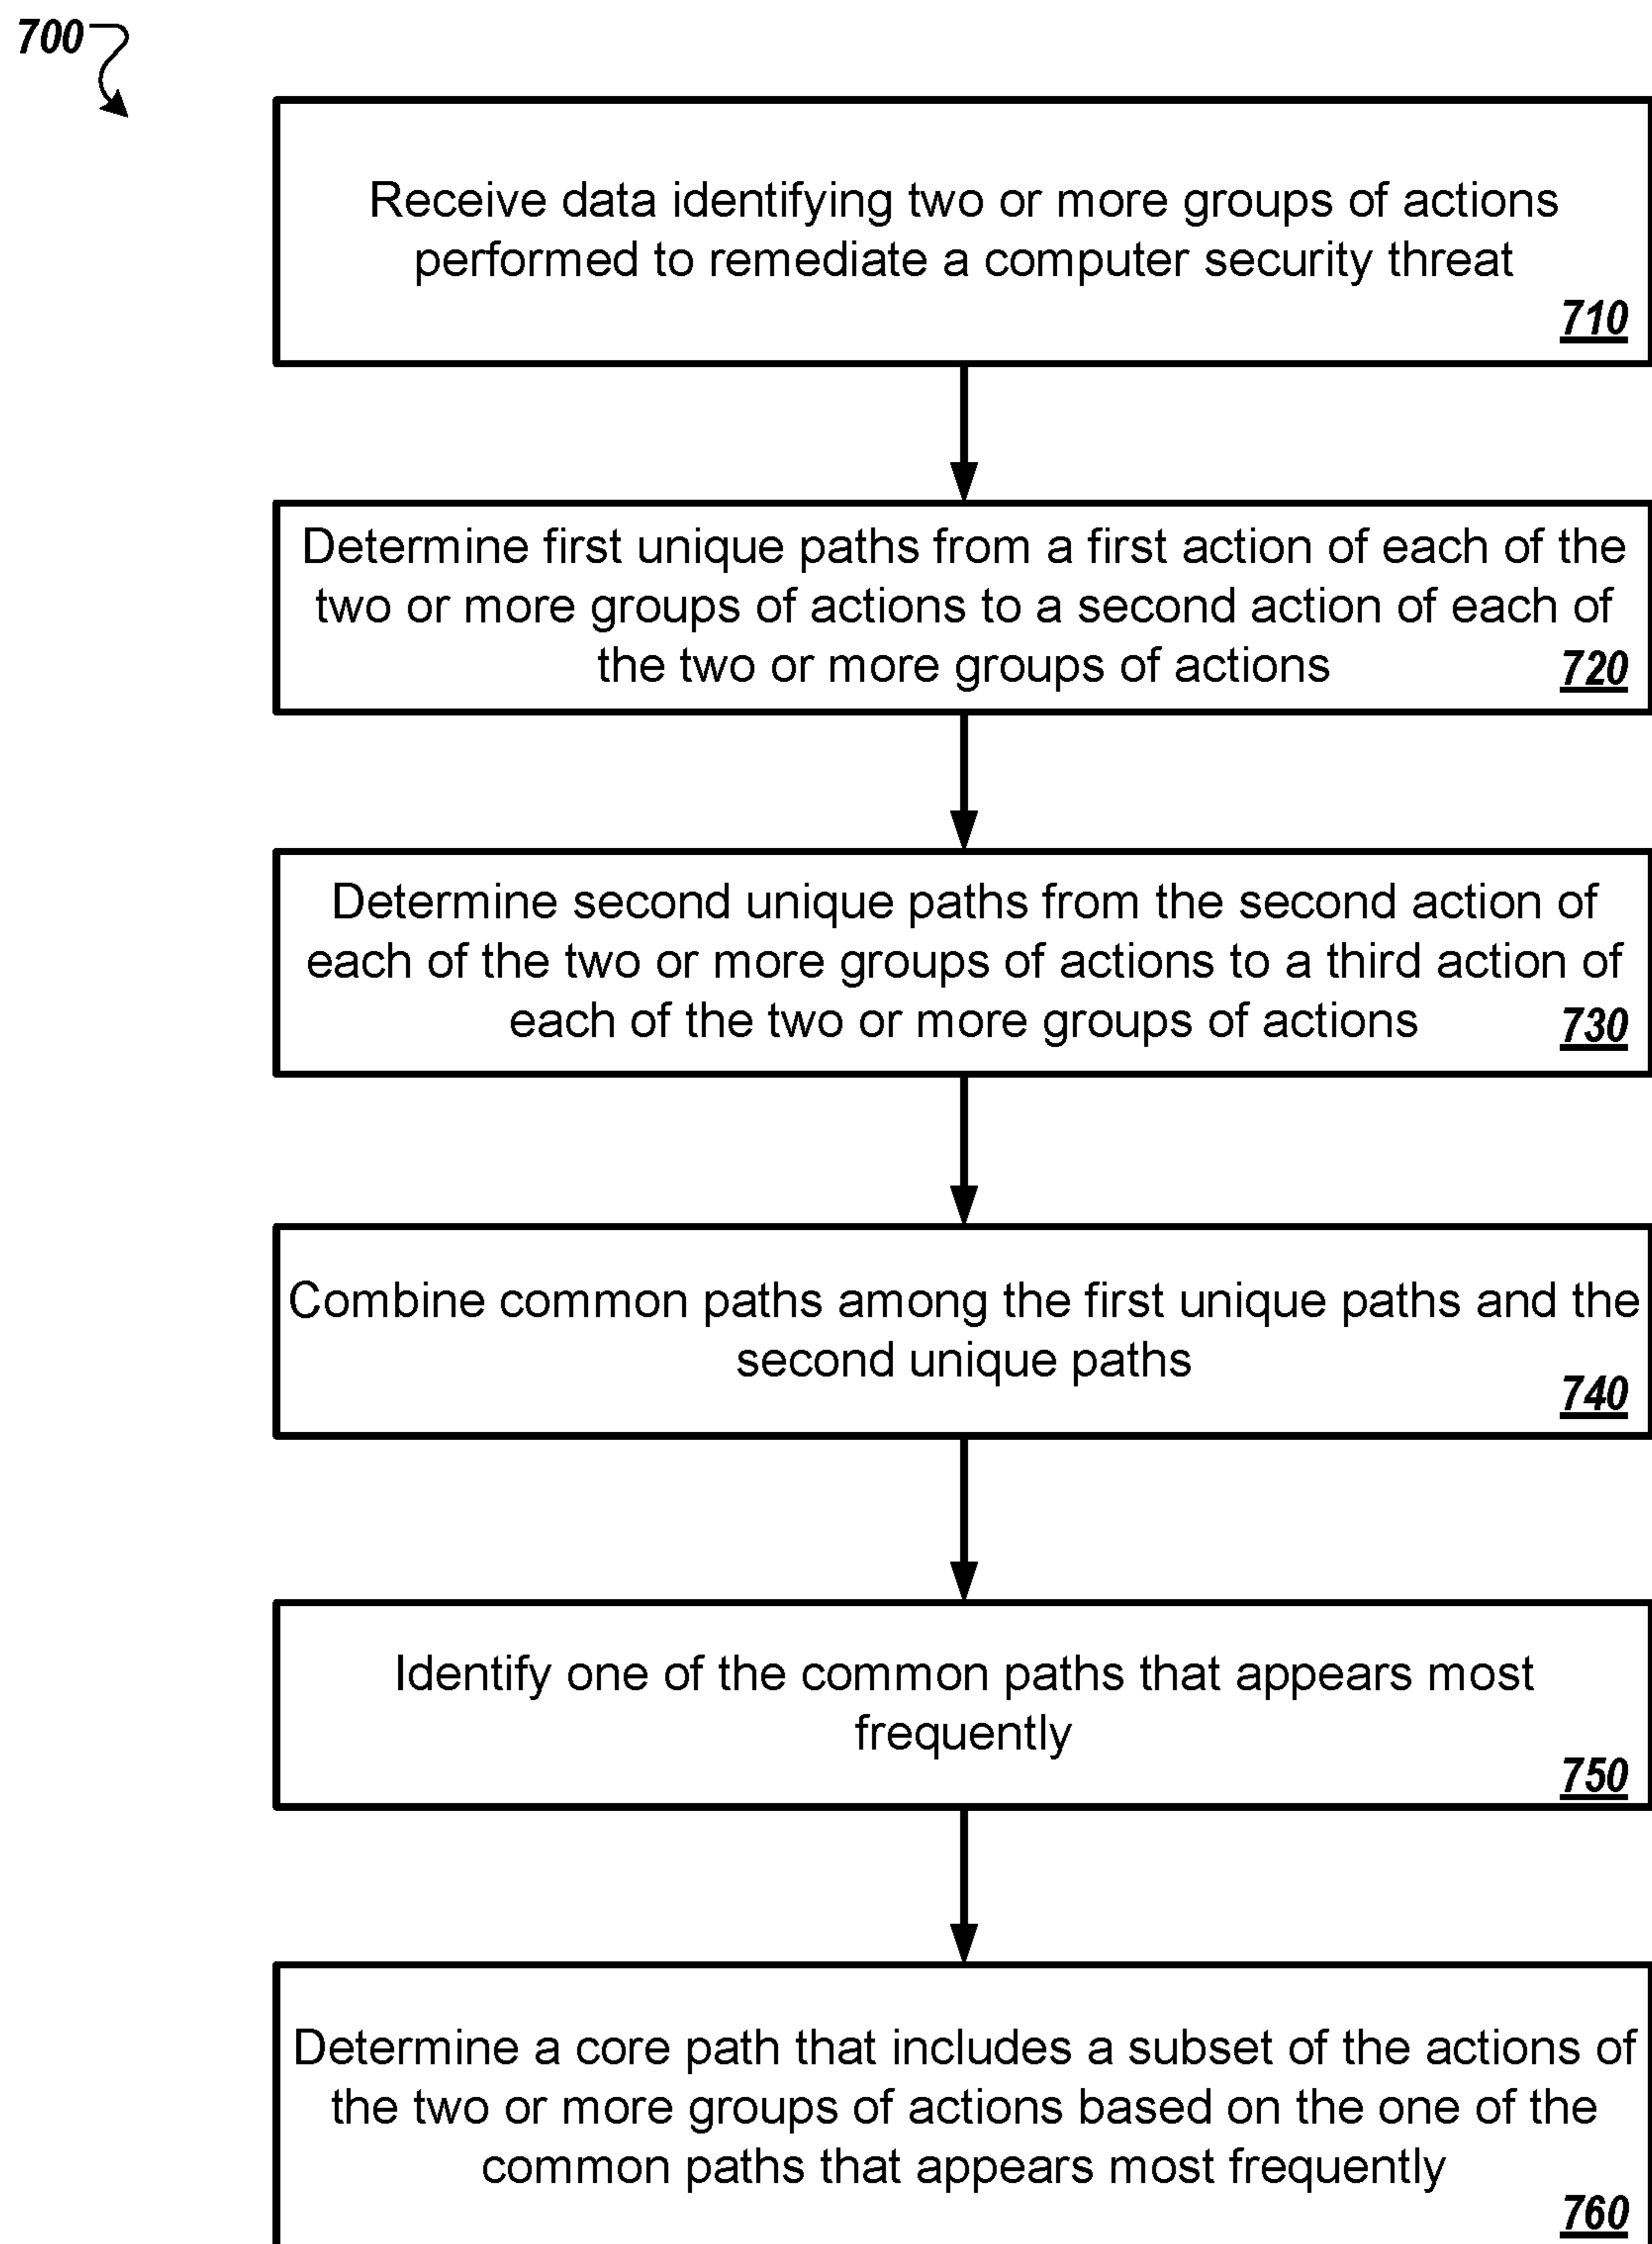 700
Receive data identifying two or more groups of actions
performed to remediate a computer security threat
710
Determine first unique paths from a first action of each of the
two or more groups of actions to a second action of each of
the two or more groups of actions
720
Determine second unique paths from the second action of
each of the two or more groups of actions to a third action of
each of the two or more groups of actions
730
Combine common paths among the first unique paths and the
second unique paths
740
Identify one of the common paths that appears most
frequently
750
Determine a core path that includes a subset of the actions of
the two or more groups of actions based on the one of the
common paths that appears most frequently
760